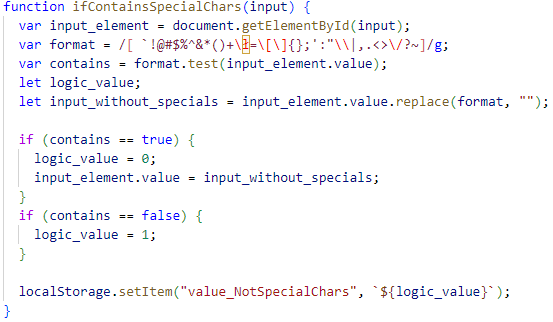 function ifContainsSpecialChars(input) {
  var input_element = document.getElementById(input);
  var format = /[ `!@#$%^&*()+\ł=\[\]{};':"\\|,.<>\/?~]/g;
  var contains = format.test(input_element.value);
  let logic_value;
  let input_without_specials = input_element.value.replace(format, "");

  if (contains == true) {
    logic_value = 0;
    input_element.value = input_without_specials;
  }
  if (contains == false) {
    logic_value = 1;
  }

  localStorage.setItem("value_NotSpecialChars", `${logic_value}`);
}